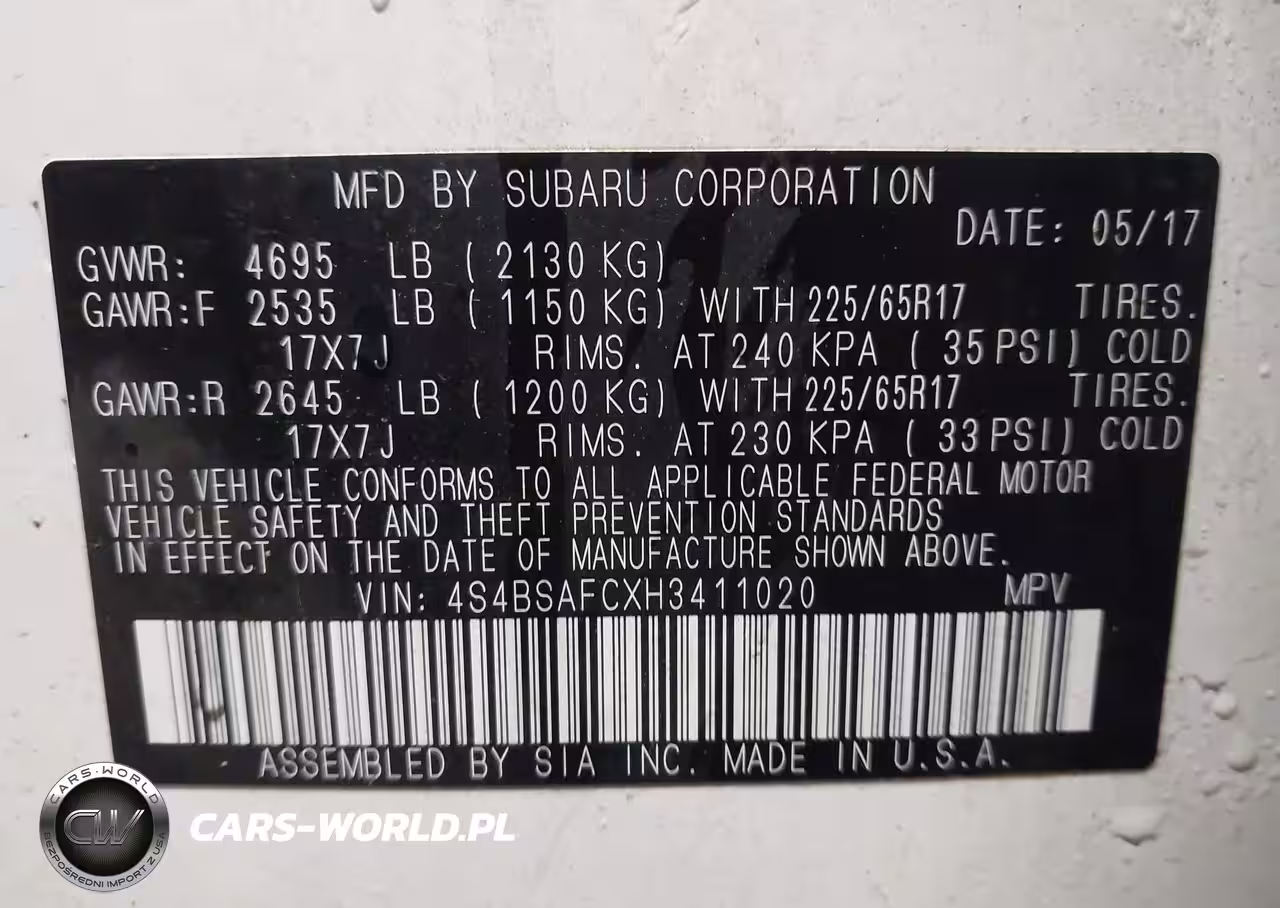 MFD BY SUBARU CORPORATION
DATE: 05/17
GVWR: 4695 LB ( 2130 KG)
GAWR:F 2535 LB ( 1150 KG) WITH 225/65R17 TIRES.
17X7J RIMS. AT 240 KPA ( 35 PSI) COLD
GAWR:R 2645 LB ( 1200 KG) WITH 225/65R17 TIRES.
17X7J RIMS. AT 230 KPA ( 33 PSI) COLD
THIS VEHICLE CONFORMS TO ALL APPLICABLE FEDERAL MOTOR
VEHICLE SAFETY AND THEFT PREVENTION STANDARDS
IN EFFECT ON THE DATE OF MANUFACTURE SHOWN ABOVE.
VIN: 4S4BSAFCXH3411020 MPV
ASSEMBLED BY SIA INC. MADE IN U.S.A.
CARS-WORLD
CW
BEZPOŚREDNI IMPORT Z USA
CARS-WORLD.PL